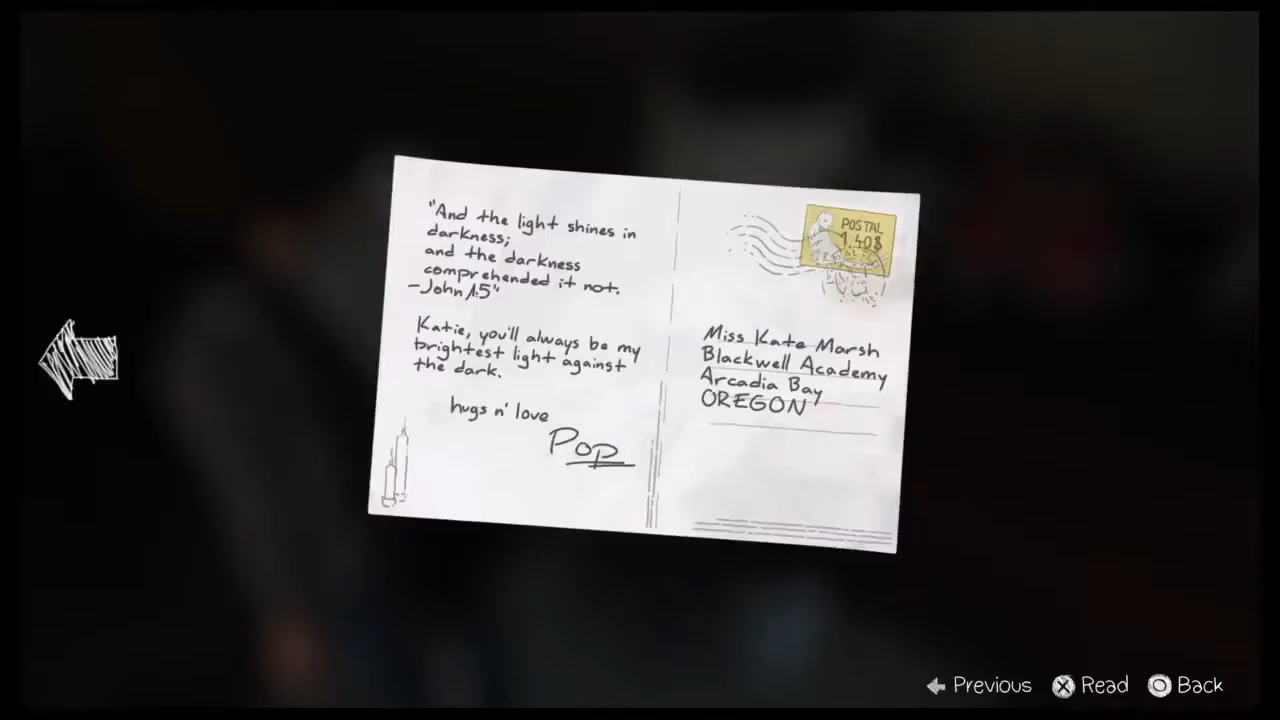 "And the light shines in
darkness;
and the darkness
comprehended it not.
-John 1:5"
Katie, you'll always be my
brightest light against
the dark.
hugs n' love
Pop
POSTAL
1.40$
Miss Kate Marsh
Blackwell Academy
Arcadia Bay
OREGON
Previous
Read
Back